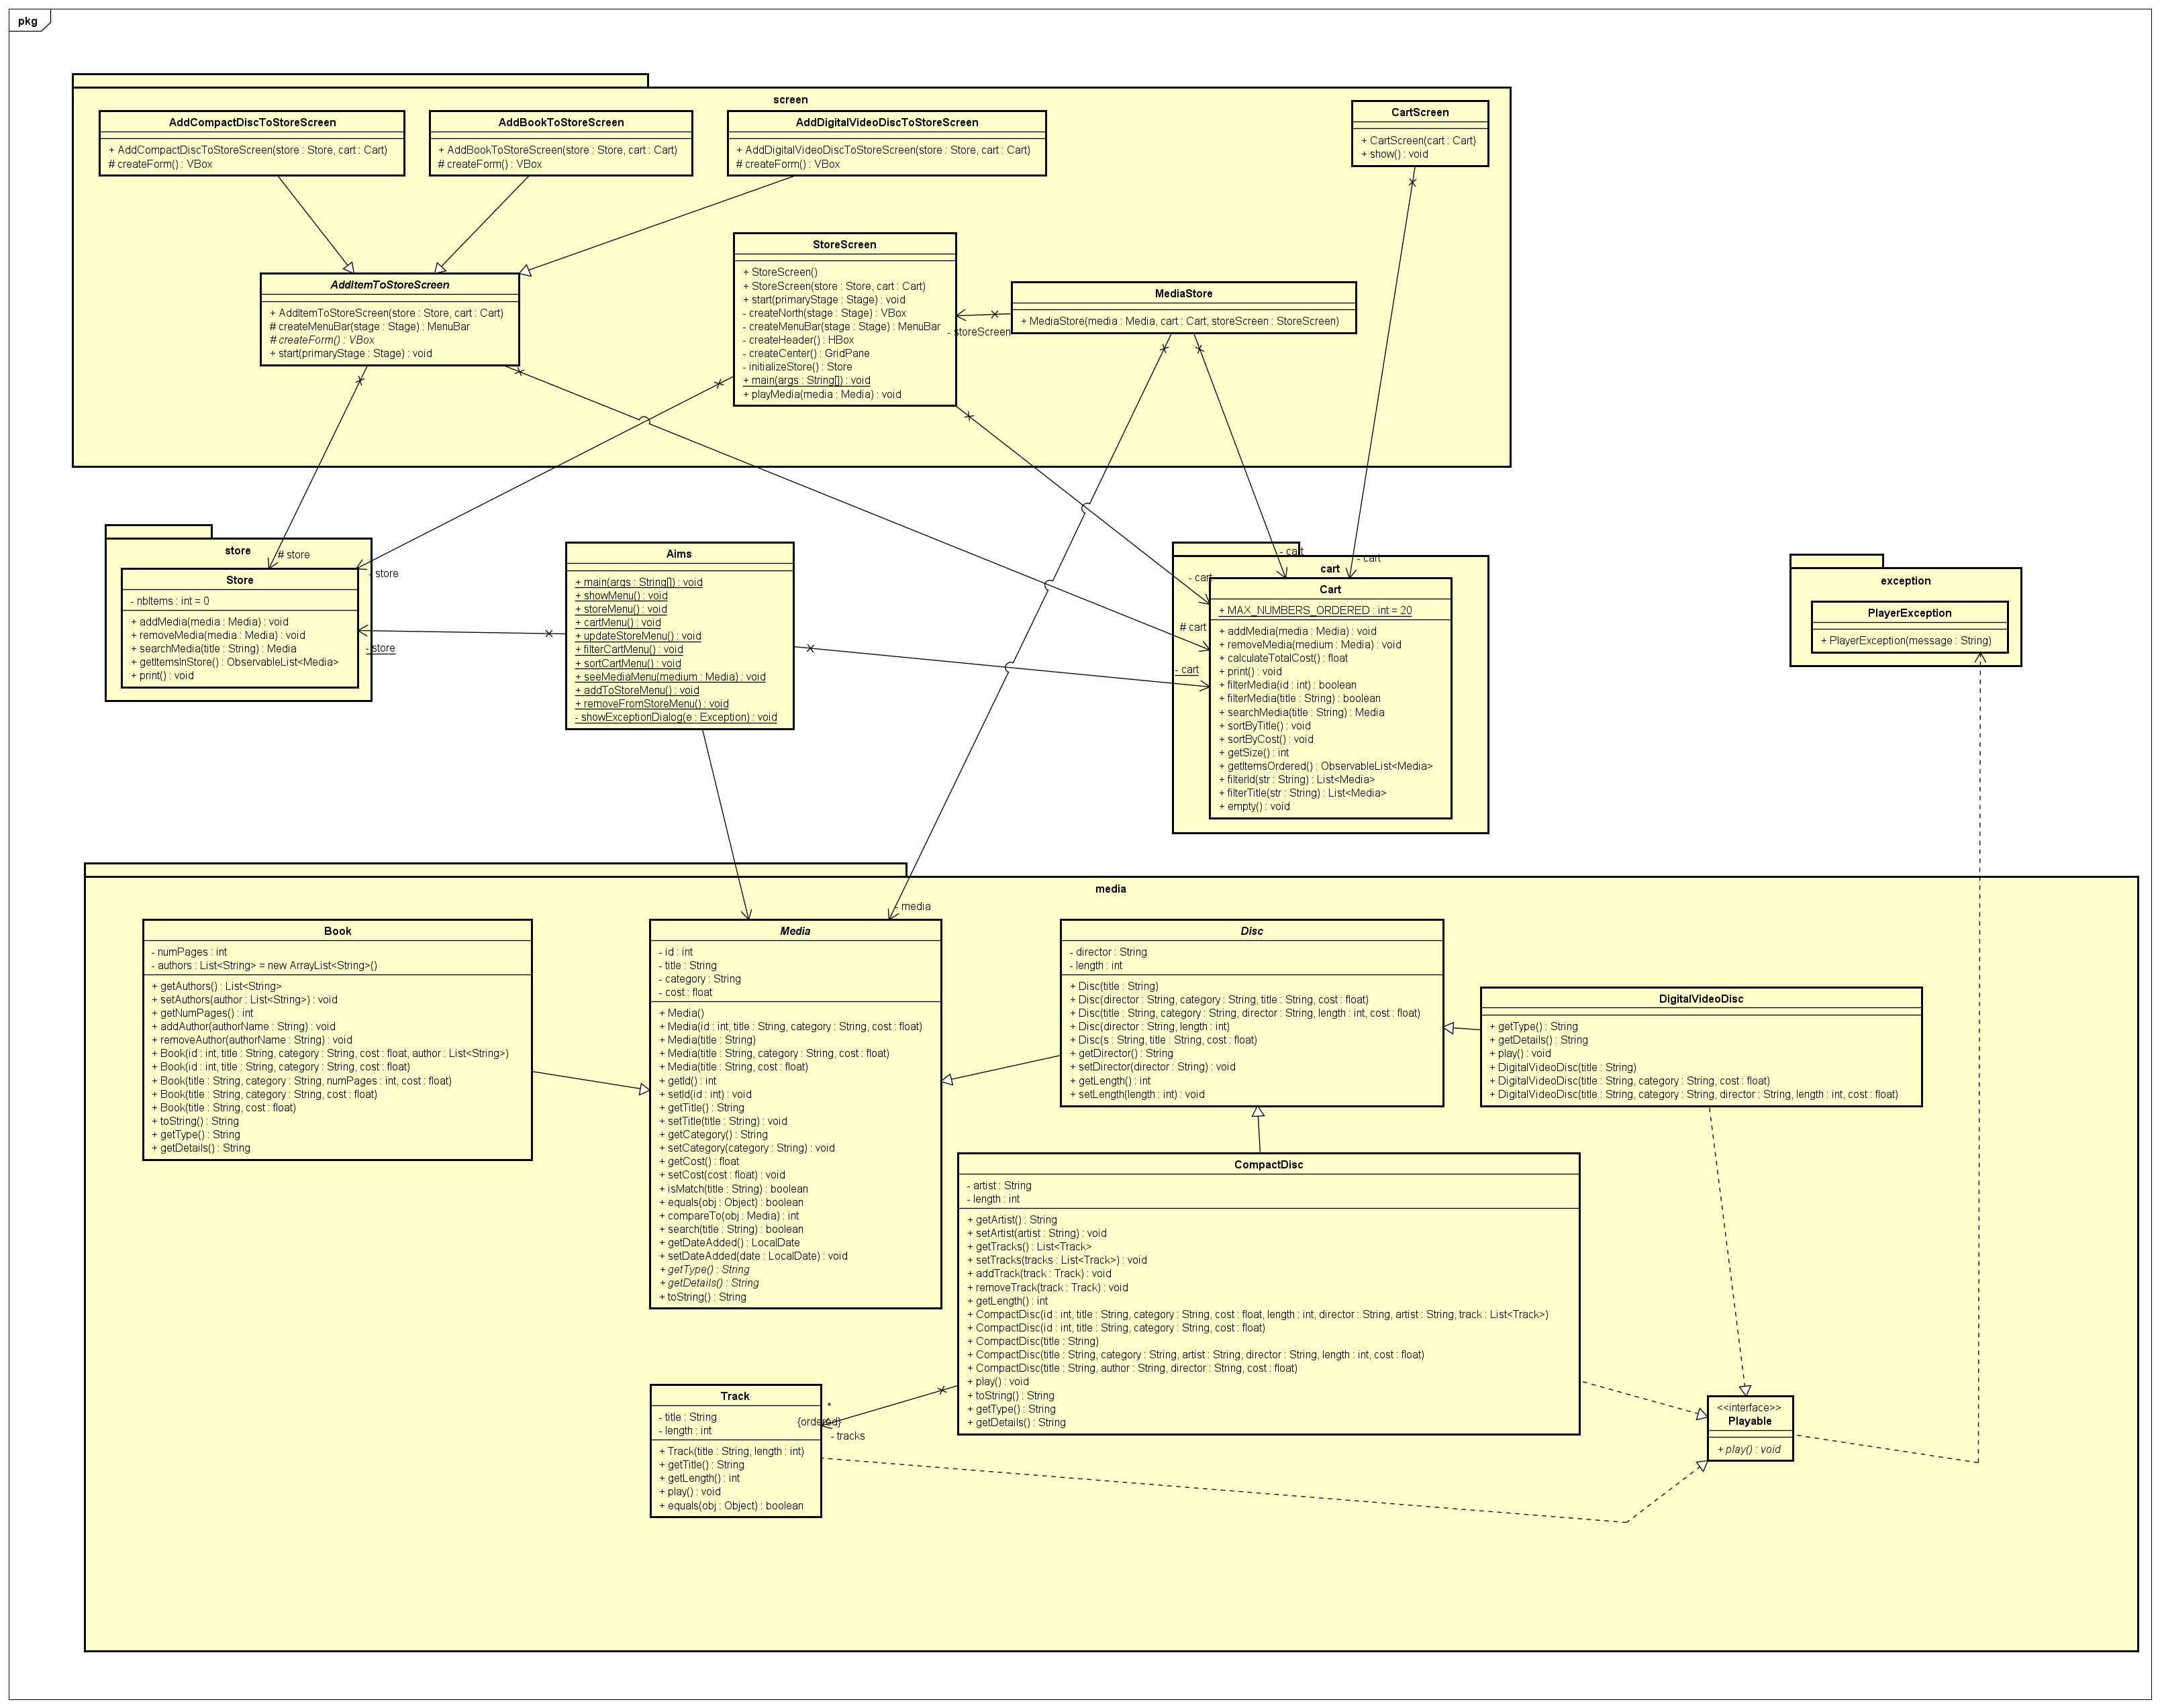 pkg
screen
AddCompactDiscToStoreScreen
+ AddCompactDiscToStoreScreen(store : Store, cart : Cart)
# createForm() : VBox
AddBookToStoreScreen
+ AddBookToStoreScreen(store : Store, cart : Cart)
# createForm() : VBox
AddDigitalVideoDiscToStoreScreen
+ AddDigitalVideoDiscToStoreScreen(store : Store, cart : Cart)
# createForm() : VBox
CartScreen
+ CartScreen(cart : Cart)
+ show() : void
AddItemToStoreScreen
+ AddItemToStoreScreen(store : Store, cart : Cart)
# createMenuBar(stage : Stage) : MenuBar
# createForm() : VBox
+ start(primaryStage : Stage) : void
StoreScreen
+ StoreScreen()
+ StoreScreen(store : Store, cart : Cart)
+ start(primaryStage : Stage) : void
- createNorth(stage : Stage) : VBox
- createMenuBar(stage : Stage) : MenuBar
- createHeader() : HBox
- createCenter() : GridPane
- initializeStore() : Store
+ main(args : String[]) : void
+ playMedia(media : Media) : void
- storeScreen
MediaStore
+ MediaStore(media : Media, cart : Cart, storeScreen : StoreScreen)
store
# store
- store
Store
- nbItems : int = 0
+ addMedia(media : Media) : void
+ removeMedia(media : Media) : void
+ searchMedia(title : String) : Media
+ getItemsInStore() : ObservableList<Media>
+ print() : void
- store
Aims
+ main(args : String[]) : void
+ showMenu() : void
+ storeMenu() : void
+ cartMenu() : void
+ updateStoreMenu() : void
+ filterCartMenu() : void
+ sortCartMenu() : void
+ seeMediaMenu(medium : Media) : void
+ addToStoreMenu() : void
+ removeFromStoreMenu() : void
- showExceptionDialog(e : Exception) : void
- cart
- cart
- cart
# cart
- cart
cart
Cart
+ MAX_NUMBERS_ORDERED : int = 20
+ addMedia(media : Media) : void
+ removeMedia(medium : Media) : void
+ calculateTotalCost() : float
+ print() : void
+ filterMedia(id : int) : boolean
+ filterMedia(title : String) : boolean
+ searchMedia(title : String) : Media
+ sortByTitle() : void
+ sortByCost() : void
+ getSize() : int
+ getItemsOrdered() : ObservableList<Media>
+ filterId(str : String) : List<Media>
+ filterTitle(str : String) : List<Media>
+ empty() : void
exception
PlayerException
+ PlayerException(message : String)
media
- media
Book
- numPages : int
- authors : List<String> = new ArrayList<String>()
+ getAuthors() : List<String>
+ setAuthors(author : List<String>) : void
+ getNumPages() : int
+ addAuthor(authorName : String) : void
+ removeAuthor(authorName : String) : void
+ Book(id : int, title : String, category : String, cost : float, author : List<String>)
+ Book(id : int, title : String, category : String, cost : float)
+ Book(title : String, category : String, numPages : int, cost : float)
+ Book(title : String, category : String, cost : float)
+ Book(title : String, cost : float)
+ toString() : String
+ getType() : String
+ getDetails() : String
Media
- id : int
- title : String
- category : String
- cost : float
+ Media()
+ Media(id : int, title : String, category : String, cost : float)
+ Media(title : String)
+ Media(title : String, category : String, cost : float)
+ Media(title : String, cost : float)
+ getId() : int
+ setId(id : int) : void
+ getTitle() : String
+ setTitle(title : String) : void
+ getCategory() : String
+ setCategory(category : String) : void
+ getCost() : float
+ setCost(cost : float) : void
+ isMatch(title : String) : boolean
+ equals(obj : Object) : boolean
+ compareTo(obj : Media) : int
+ search(title : String) : boolean
+ getDateAdded() : LocalDate
+ setDateAdded(date : LocalDate) : void
+ getType() : String
+ getDetails() : String
+ toString() : String
Disc
- director : String
- length : int
+ Disc(title : String)
+ Disc(director : String, category : String, title : String, cost : float)
+ Disc(title : String, category : String, director : String, length : int, cost : float)
+ Disc(director : String, length : int)
+ Disc(s : String, title : String, cost : float)
+ getDirector() : String
+ setDirector(director : String) : void
+ getLength() : int
+ setLength(length : int) : void
DigitalVideoDisc
+ getType() : String
+ getDetails() : String
+ play() : void
+ DigitalVideoDisc(title : String)
+ DigitalVideoDisc(title : String, category : String, cost : float)
+ DigitalVideoDisc(title : String, category : String, director : String, length : int, cost : float)
CompactDisc
- artist : String
- length : int
+ getArtist() : String
+ setArtist(artist : String) : void
+ getTracks() : List<Track>
+ setTracks(tracks : List<Track>) : void
+ addTrack(track : Track) : void
+ removeTrack(track : Track) : void
+ getLength() : int
+ CompactDisc(id : int, title : String, category : String, cost : float, length : int, director : String, artist : String, track : List<Track>)
+ CompactDisc(id : int, title : String, category : String, cost : float)
+ CompactDisc(title : String)
+ CompactDisc(title : String, category : String, artist : String, director : String, length : int, cost : float)
+ CompactDisc(title : String, author : String, director : String, cost : float)
+ play() : void
+ toString() : String
+ getType() : String
+ getDetails() : String
Track
- title : String
- length : int
+ Track(title : String, length : int)
+ getTitle() : String
+ getLength() : int
+ play() : void
+ equals(obj : Object) : boolean
*
{ordered}
- tracks
<<interface>>
Playable
+ play() : void